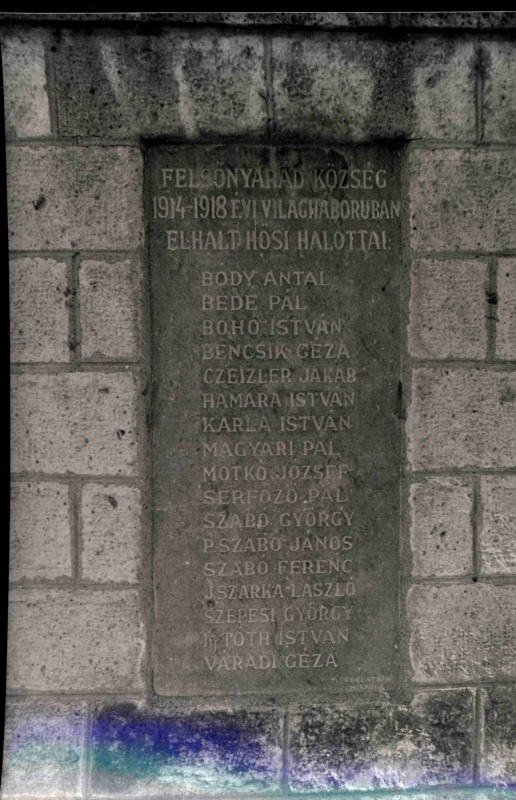 FELSŐNYÁRÁD KÖZSÉG
1914-1918 ÉVI VILÁGHÁBORUBAN
ELHALT HŐSI HALOTTAI:
BODY ANTAL
BEDE PÁL
BOHÓ ISTVÁN
BENCSIK GÉZA
CZEIZLER JAKAB
HAMARA ISTVÁN
KARLA ISTVÁN
MAGYARI PÁL
MOTKÓ JÓZSEF
SERFŐZŐ PÁL
SZABÓ GYÖRGY
P.SZABÓ JÁNOS
SZABÓ FERENC
J.SZARKA LÁSZLÓ
SZEPESI GYÖRGY
Ifj TÓTH ISTVÁN
VÁRADI GÉZA